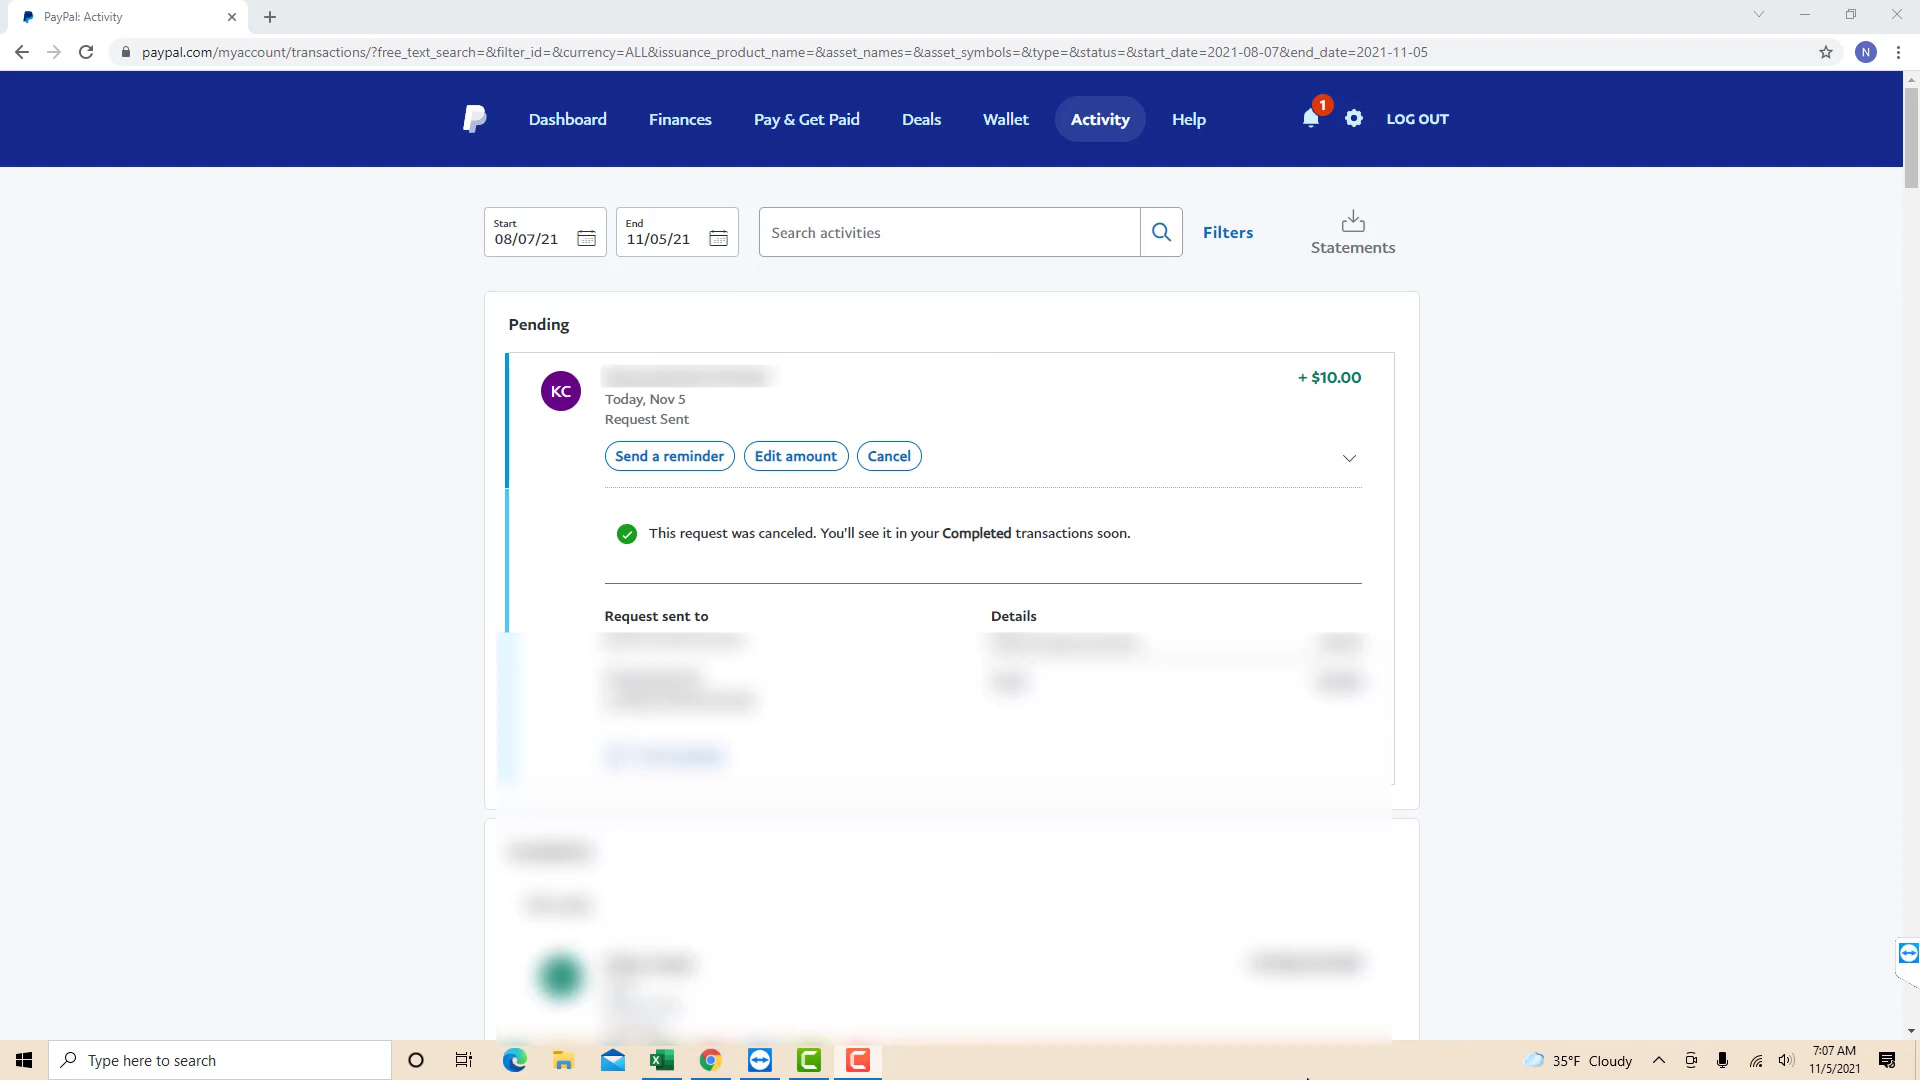 PayPal: Activity
paypal.com/myaccount/transactions/?free_text_search=&filter_id=&currency=ALL&issuance_product_name=&asset_names=&asset_symbols=&type=&status=&start_date=2021-08-07&end_date=2021-11-05
N
Dashboard Finances Pay & Get Paid Deals Wallet Activity Help 1 LOG OUT
Start
08/07/21
End
11/05/21
Search activities
Filters
Statements
Pending
KC
+ $10.00
Today, Nov 5
Request Sent
Send a reminder Edit amount Cancel
This request was canceled. You'll see it in your Completed transactions soon.
Request sent to Details
Type here to search
35°F Cloudy
7:07 AM
11/5/2021